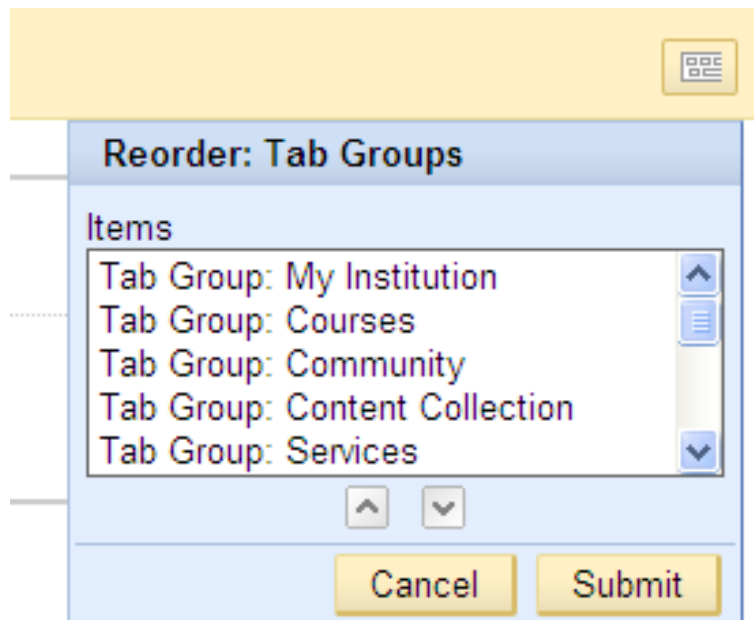 Reorder: Tab Groups
Items
Tab Group: My Institution
Tab Group: Courses
Tab Group: Community
Tab Group: Content Collection
Tab Group: Services
Cancel Submit